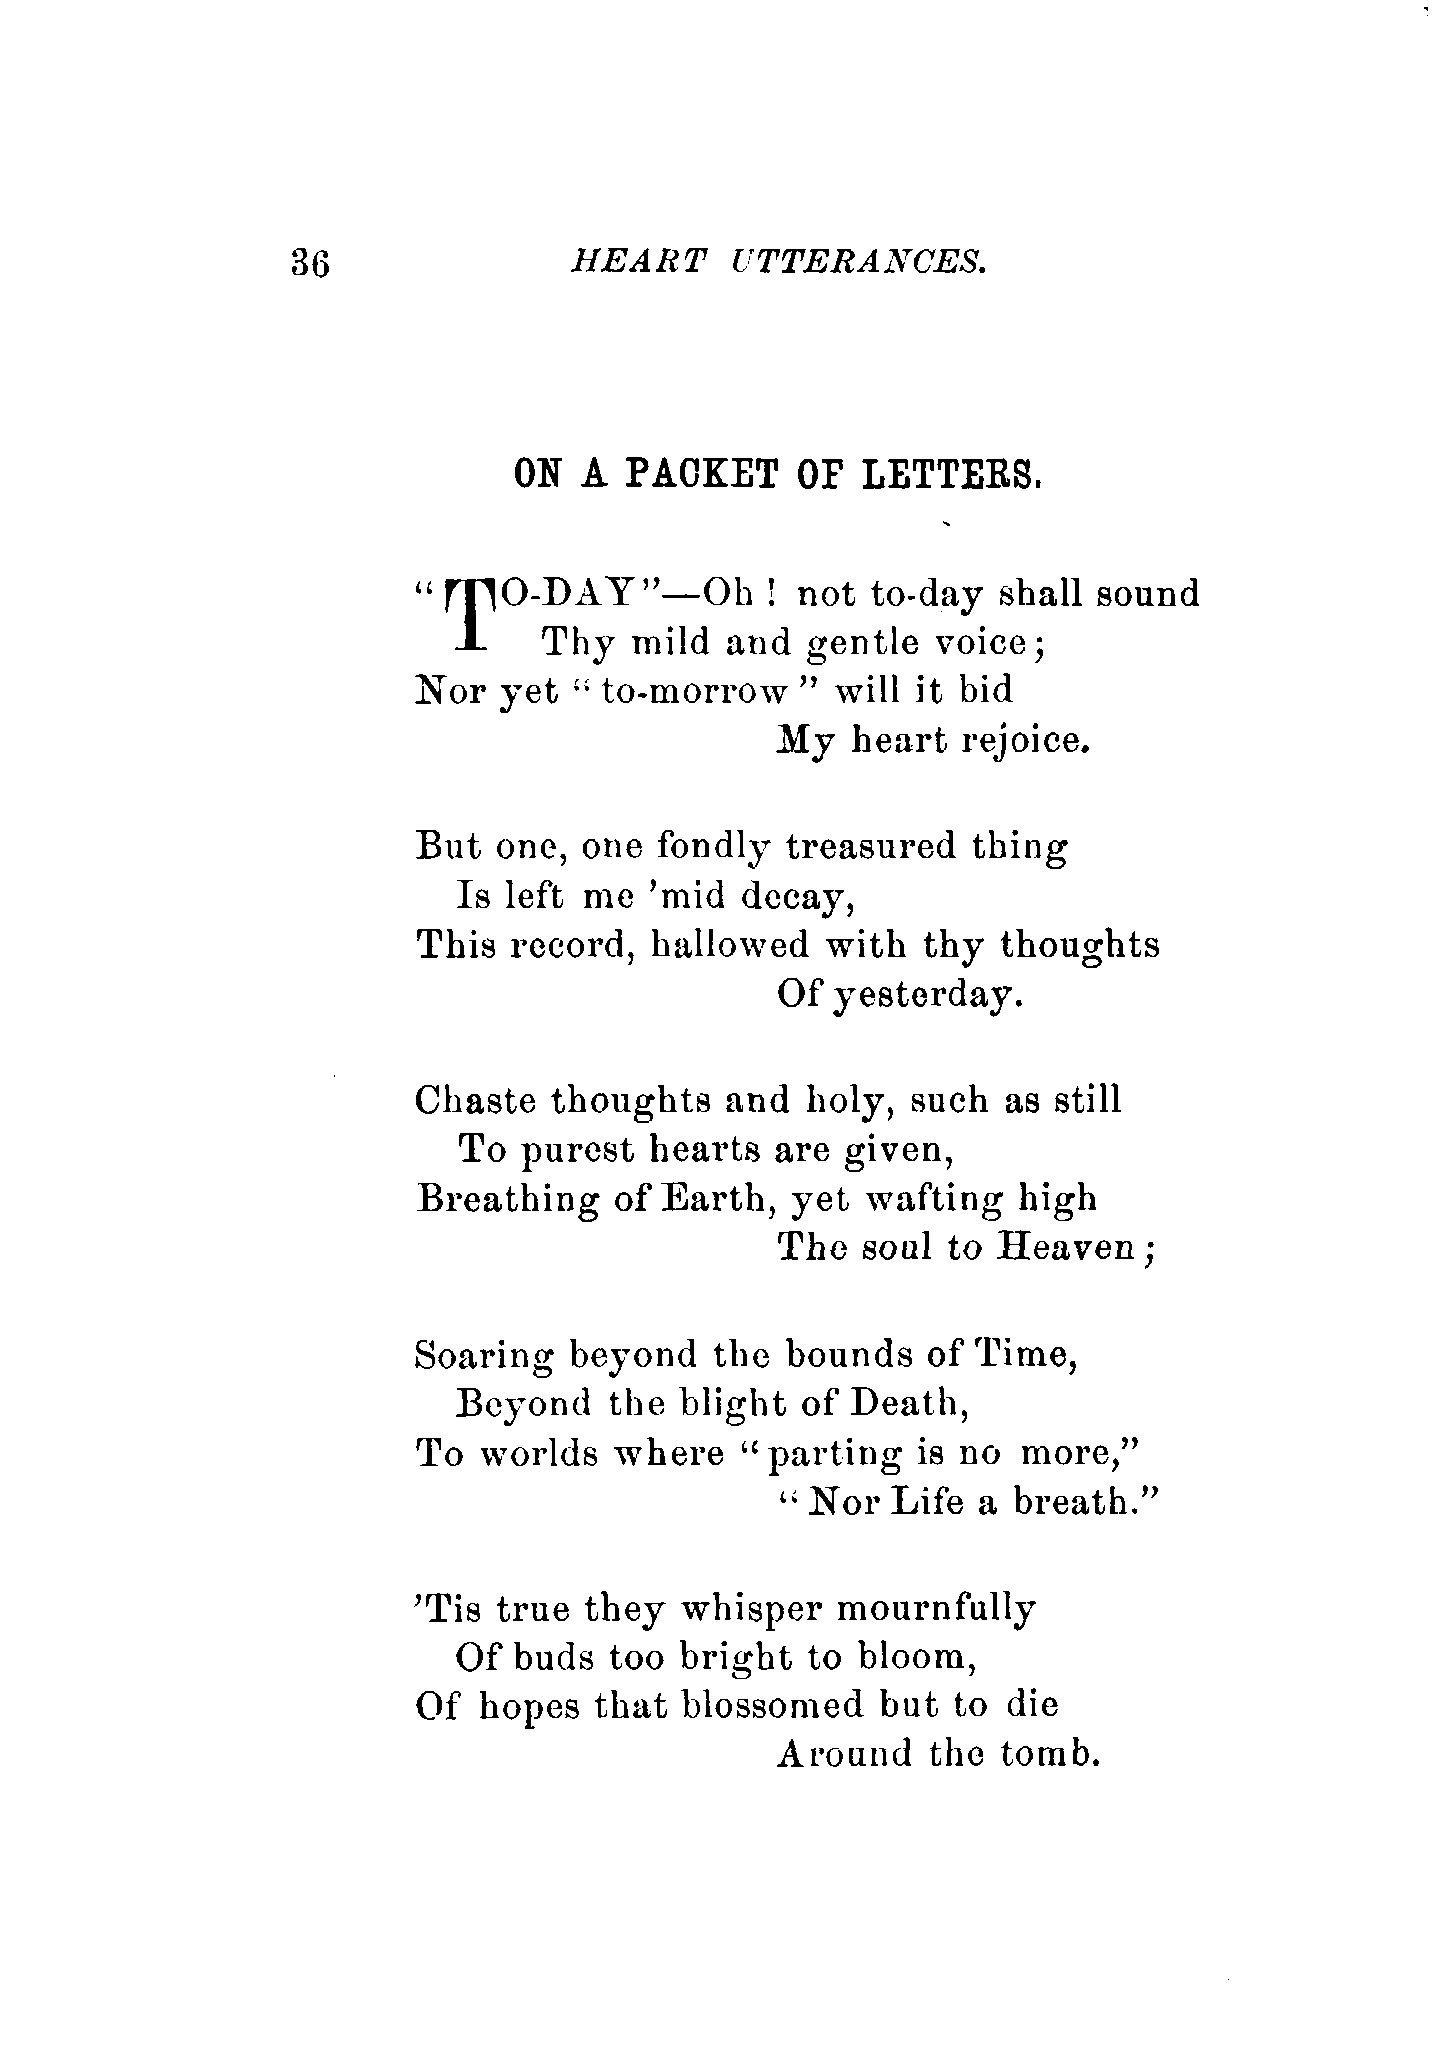 36 HEART UTTERANCES.
ON A PACKET OF LETTERS.
"TO-DAY"—Oh! not to-day shall sound
Thy mild and gentle voice;
Nor yet "to-morrow" will it bid
My heart rejoice.
But one, one fondly treasured thing
Is left me 'mid decay,
This record, hallowed with thy thoughts
Of yesterday.
Chaste thoughts and holy, such as still
To purest hearts are given,
Breathing of Earth, yet wafting high
The soul to Heaven;
Soaring beyond the bounds of Time,
Beyond the blight of Death,
To worlds where "parting is no more,"
"Nor Life a breath."
'Tis true they whisper mournfully
Of buds too bright to bloom,
Of hopes that blossomed but to die
Around the tomb.